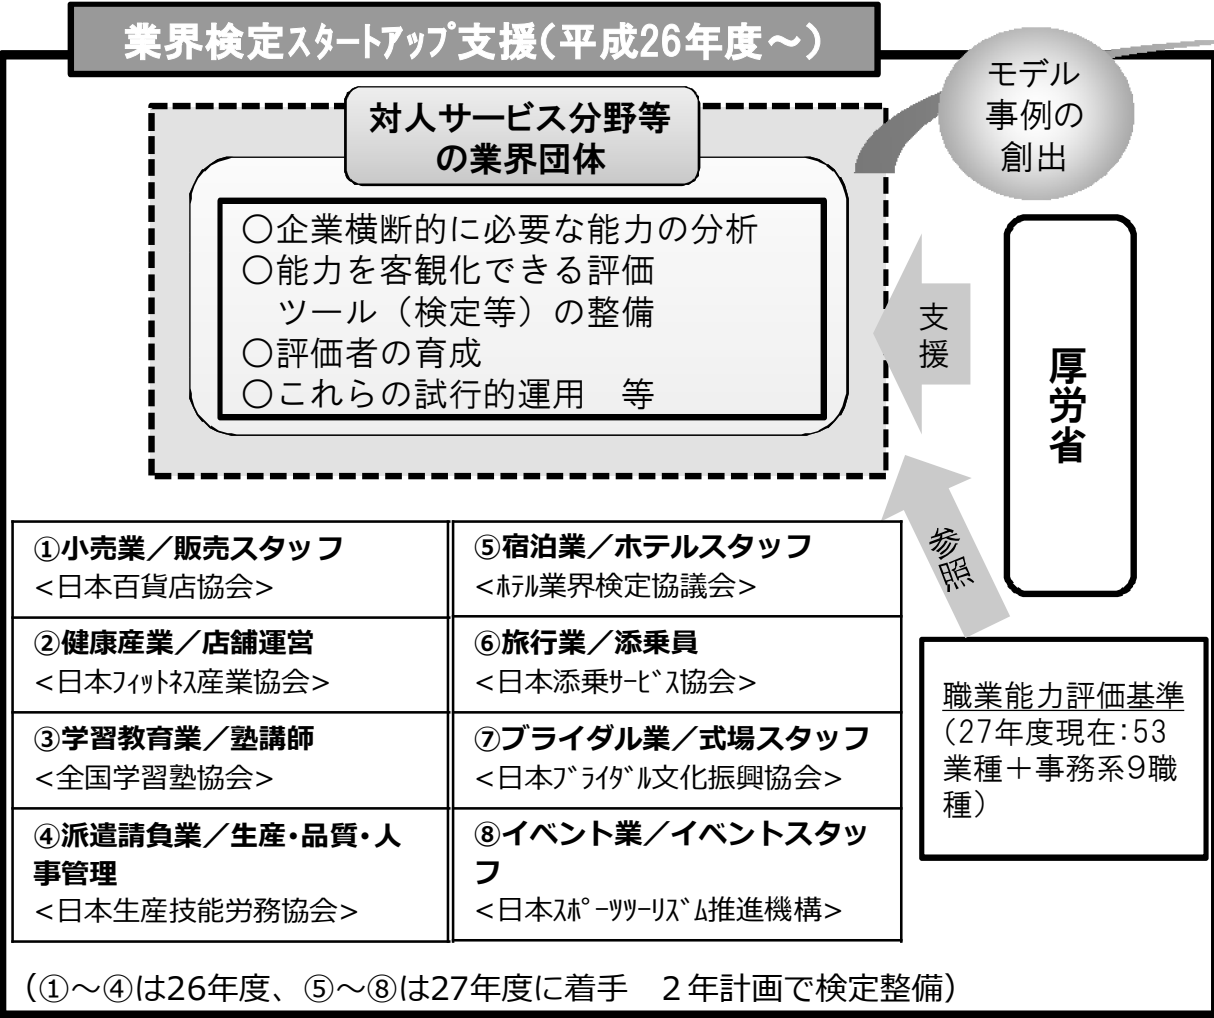 業界検定ｽﾀｰﾄｱｯﾌﾟ支援(平成26年度～)
モデル
事例の
創出
対人サービス分野等
の業界団体
○企業横断的に必要な能力の分析
○能力を客観化できる評価
ツール（検定等）の整備
○評価者の育成
○これらの試行的運用　等
支援
厚労省
参照
①小売業／販売スタッフ
<日本百貨店協会>
②健康産業／店舗運営
<日本ﾌｨｯﾄﾈｽ産業協会>
③学習教育業／塾講師
<全国学習塾協会>
④派遣請負業／生産･品質･人
事管理
<日本生産技能労務協会>
⑤宿泊業／ホテルスタッフ
<ﾎﾃﾙ業界検定協議会>
⑥旅行業／添乗員
<日本添乗ｻｰﾋﾞｽ協会>
⑦ブライダル業／式場スタッフ
<日本ﾌﾞﾗｲﾀﾞﾙ文化振興協会>
⑧イベント業／イベントスタッ
フ
<日本ｽﾎﾟｰﾂﾂｰﾘｽﾞﾑ推進機構>
職業能力評価基準
(27年度現在：53
業種＋事務系9職
種)
（①～④は26年度、⑤～⑧は27年度に着手　２年計画で検定整備）